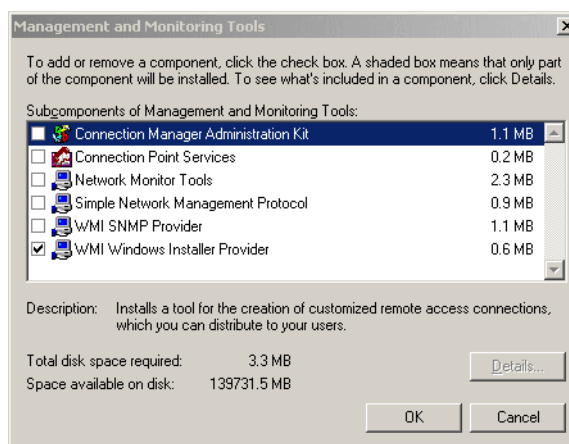 Management and Monitoring Tools
To add or remove a component, click the check box. A shaded box means that only part
of the component will be installed. To see what's included in a component, click Details.
Subcomponents of Management and Monitoring Tools:
Connection Manager Administration Kit 1.1 MB
Connection Point Services 0.2 MB
Network Monitor Tools 2.3 MB
Simple Network Management Protocol 0.9 MB
WMI SNMP Provider 1.1 MB
WMI Windows Installer Provider 0.6 MB
Description: Installs a tool for the creation of customized remote access connections,
which you can distribute to your users.
Total disk space required: 3.3 MB
Details...
Space available on disk: 139731.5 MB
OK Cancel